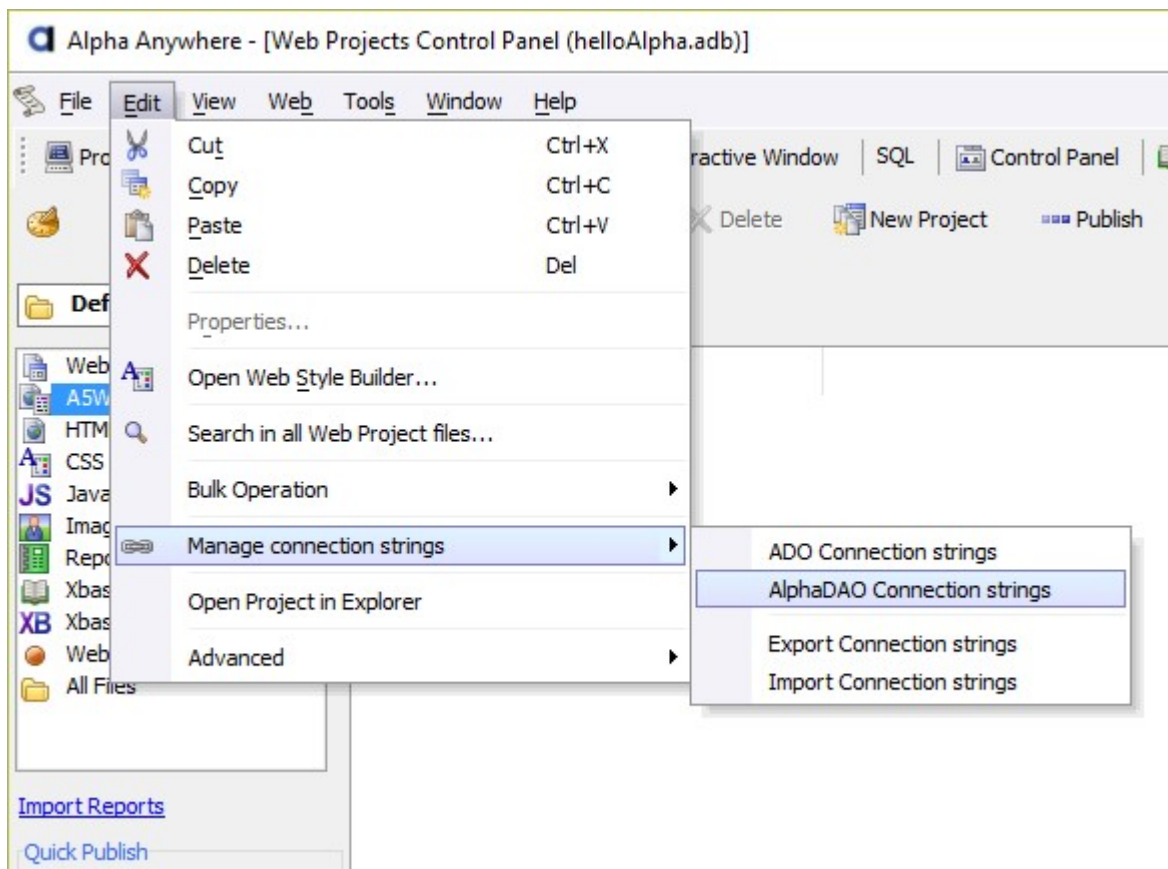 Alpha Anywhere - [Web Projects Control Panel (helloAlpha.adb)]
File Edit View Web Tools Window Help
Pro ractive Window SQL Control Panel
Delete New Project Publish
Cut Ctrl+X
Copy Ctrl+C
Paste Ctrl+V
Delete Del
Properties...
Open Web Style Builder...
Search in all Web Project files...
Bulk Operation
Manage connection strings
Open Project in Explorer
Advanced
ADO Connection strings
AlphaDAO Connection strings
Export Connection strings
Import Connection strings
Def
Web
A5W
HTM
CSS
JS Java
Imag
Repo
Xbas
XB Xbas
Web
All Files
Import Reports
Quick Publish